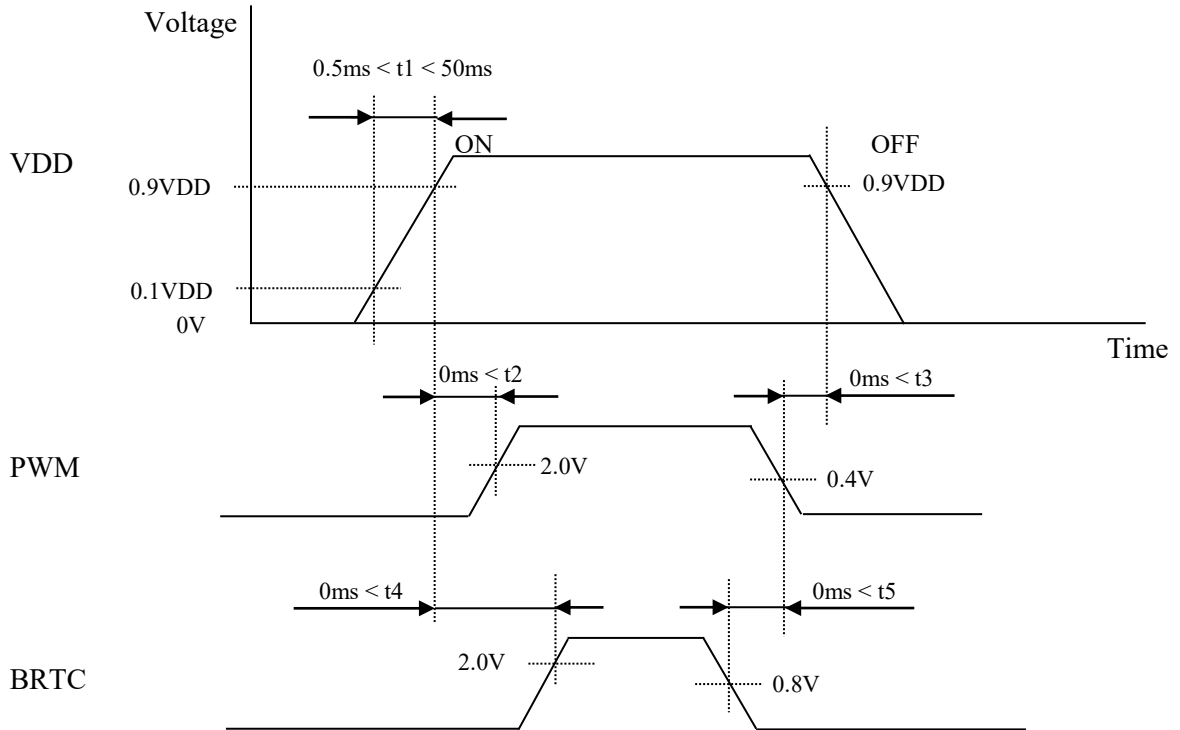 Voltage
0.5ms < t1 < 50ms
ON
OFF
VDD
0.9VDD
0.9VDD
0.1VDD
0V
Time
0ms < t2
0ms < t3
PWM
2.0V
0.4V
0ms < t4
0ms < t5
2.0V
BRTC
0.8V